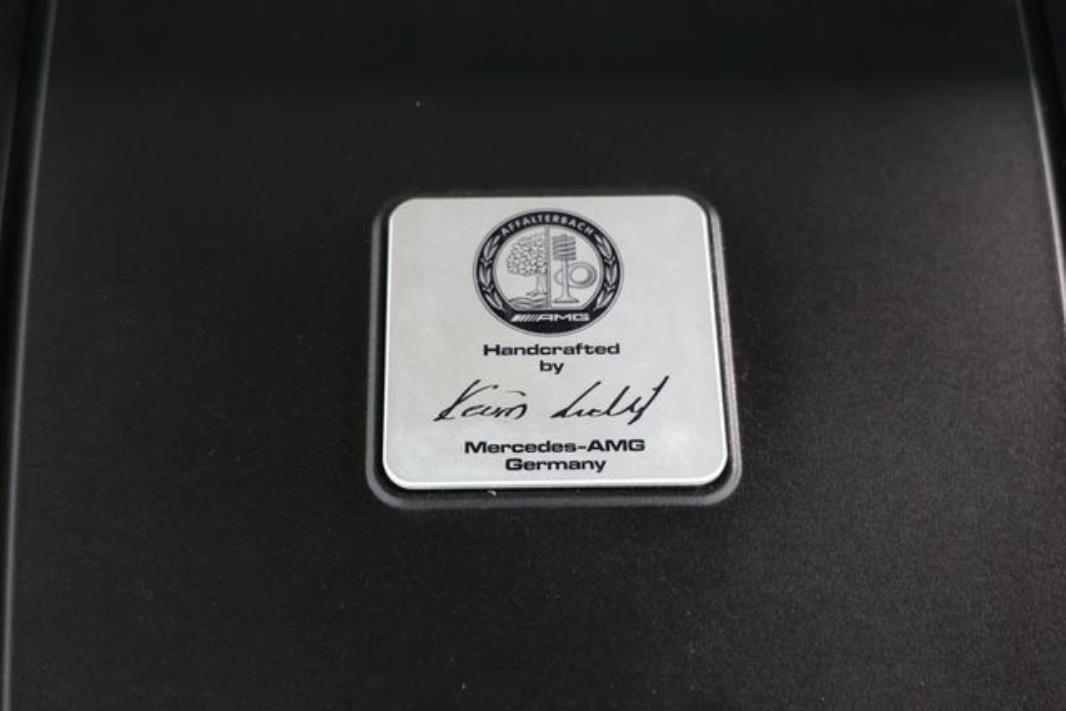 AFFALTERBACH
AMG
Handcrafted
by
Mercedes-AMG
Germany